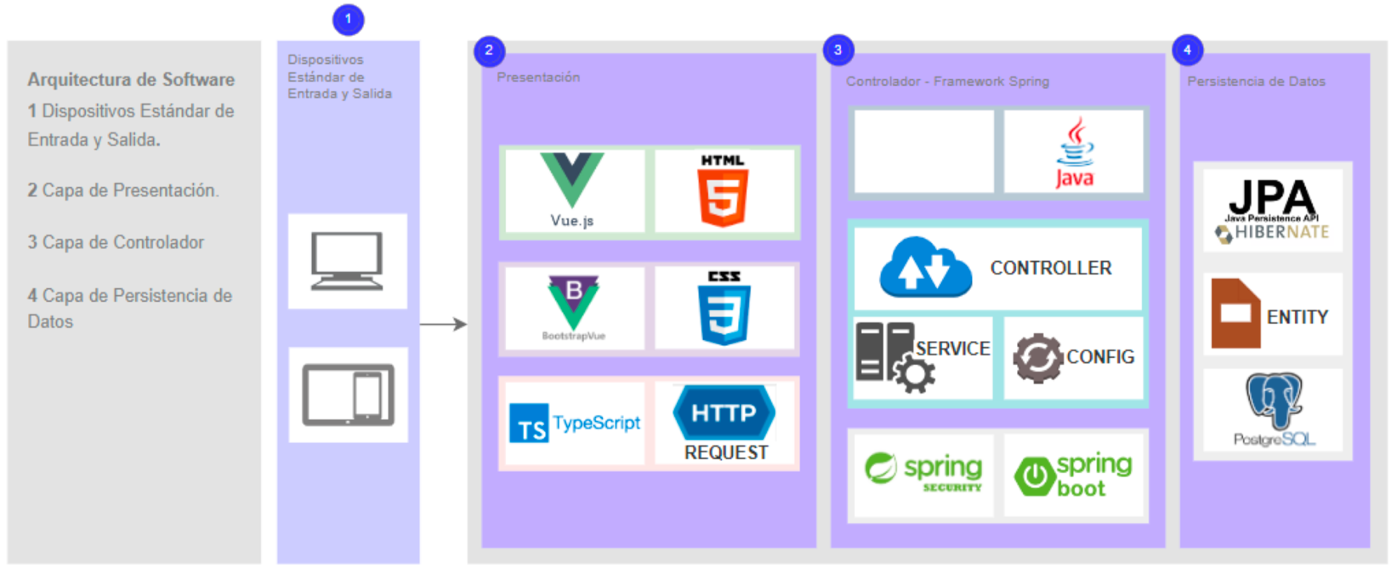 Arquitectura de Software
1 Dispositivos Estándar de
Entrada y Salida.
2 Capa de Presentación.
3 Capa de Controlador
4 Capa de Persistencia de
Datos
1
Dispositivos
Estándar de
Entrada y Salida
2
Presentación
Vue.js
HTML
5
B
BootstrapVue
CSS
3
TS TypeScript
HTTP
REQUEST
3
Controlador - Framework Spring
Java
CONTROLLER
SERVICE
CONFIG
spring
SECURITY
spring
boot
4
Persistencia de Datos
JPA
Java Persistence API
HIBERNATE
ENTITY
PostgreSQL